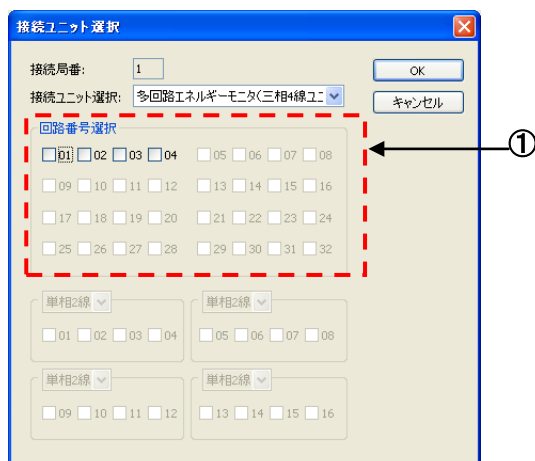 接続ユニット選択
接続局番: 1
OK
接続ユニット選択: 多回路エネルギーモニタ(三相4線ユニ
キャンセル
回路番号選択
①
01 02 03 04 05 06 07 08
09 10 11 12 13 14 15 16
17 18 19 20 21 22 23 24
25 26 27 28 29 30 31 32
単相2線 単相2線
01 02 03 04 05 06 07 08
単相2線 単相2線
09 10 11 12 13 14 15 16